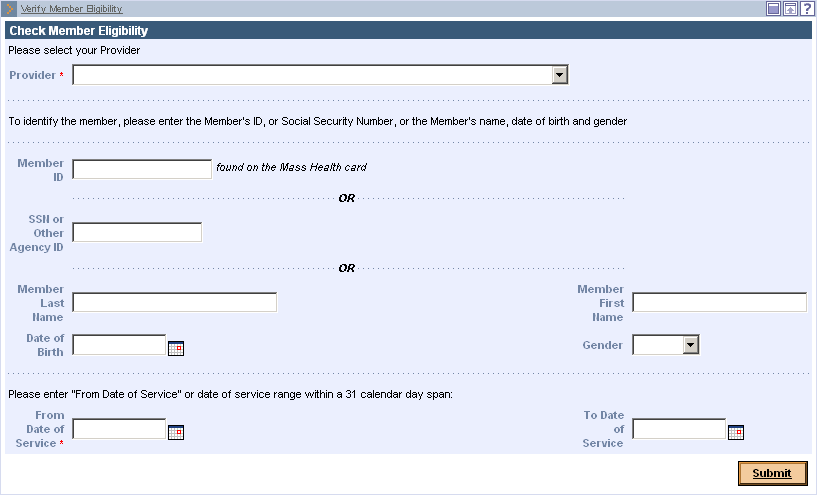 Verify Member Eligibility
?
Check Member Eligibility
Please select your Provider
Provider *
To identify the member, please enter the Member's ID, or Social Security Number, or the Member's name, date of birth and gender
Member
ID
found on the Mass Health card
OR
SSN or
Other
Agency ID
OR
Member
Last
Name
Member
First
Name
Date of
Birth
Gender
Please enter "From Date of Service" or date of service range within a 31 calendar day span:
From
Date of
Service *
To Date
of
Service
Submit